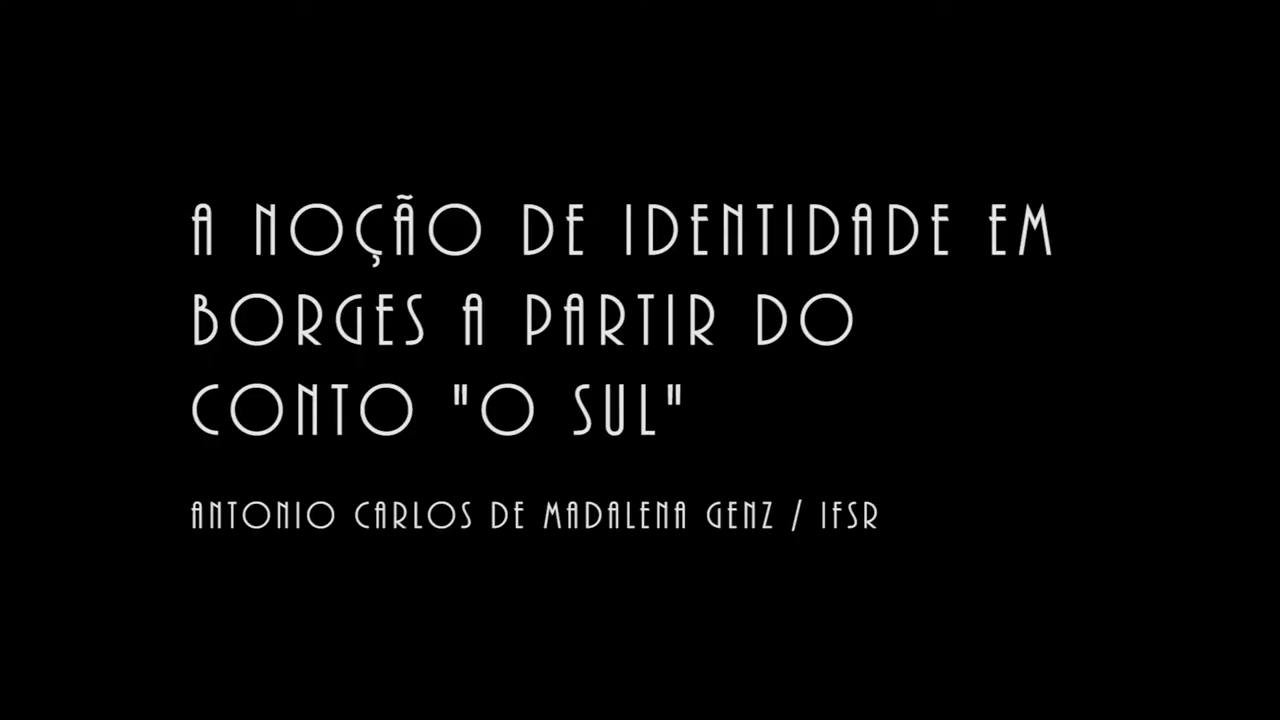 A NOÇÃO DE IDENTIDADE EM
BORGES A PARTIR DO
CONTO "O SUL"
ANTONIO CARLOS DE MADALENA GENZ / IFSR